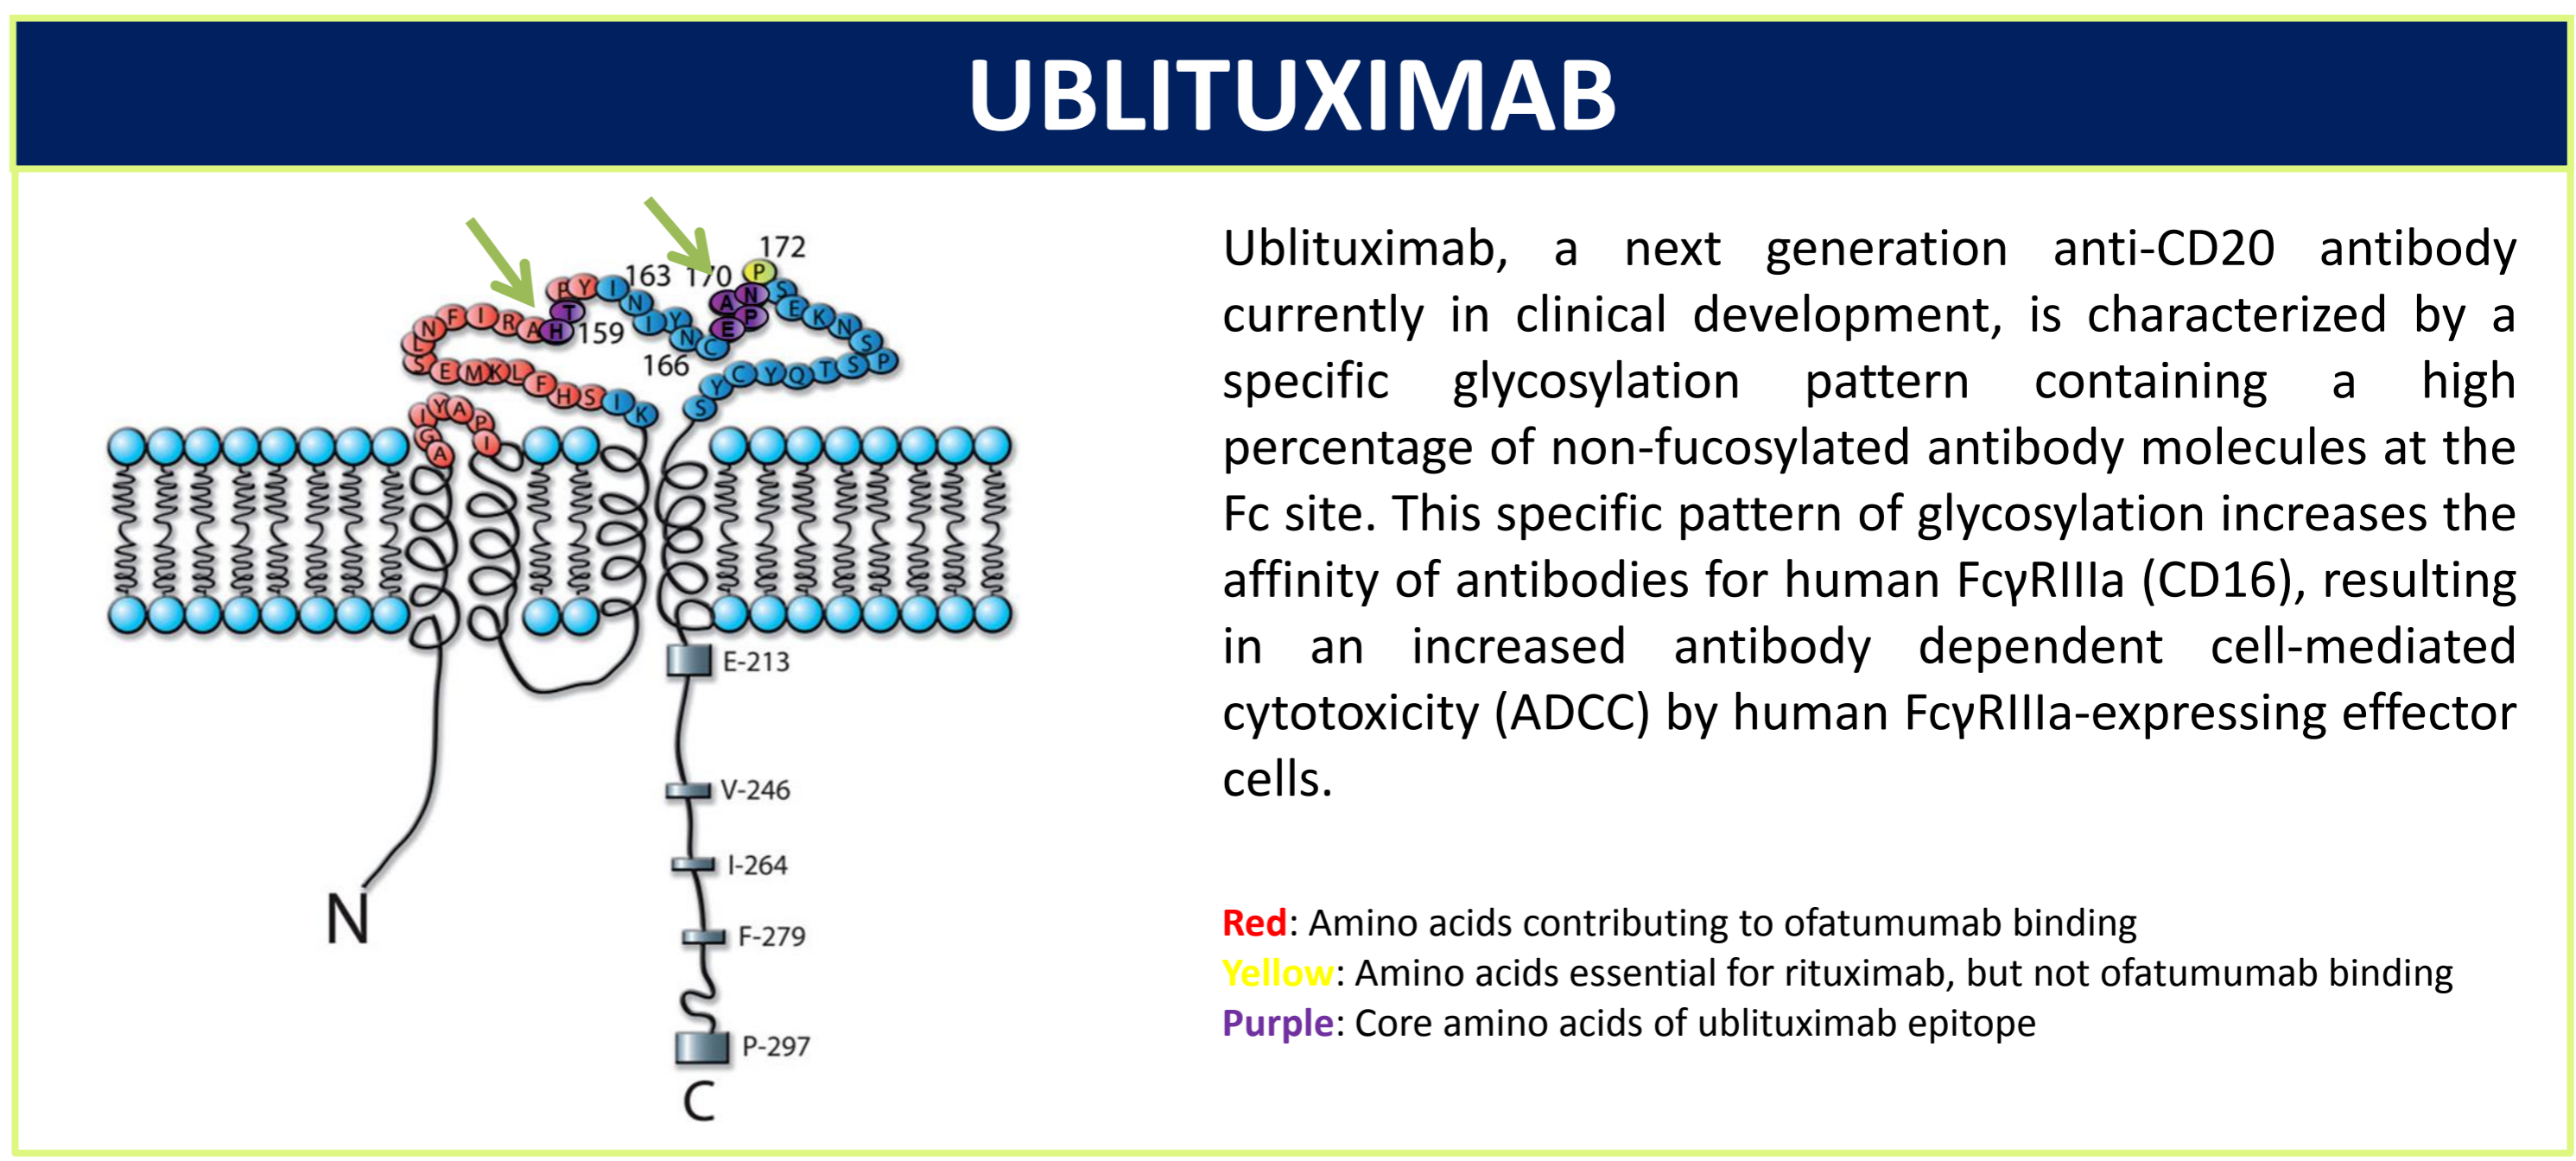 UBLITUXIMAB
172
163 170
P
P Y I
N
A N S
T
E K N
N F I R A H 159
I Y
E P
L
N C
S P
166
S E M K L F H S I K
Y C Y Q T S
S
I Y A P
G I
A
E-213
V-246
I-264
F-279
P-297
N
C
Ublituximab, a next generation anti-CD20 antibody
currently in clinical development, is characterized by a
specific glycosylation pattern containing a high
percentage of non-fucosylated antibody molecules at the
Fc site. This specific pattern of glycosylation increases the
affinity of antibodies for human FcγRIIIa (CD16), resulting
in an increased antibody dependent cell-mediated
cytotoxicity (ADCC) by human FcγRIIIa-expressing effector
cells.
Red: Amino acids contributing to ofatumumab binding
Yellow: Amino acids essential for rituximab, but not ofatumumab binding
Purple: Core amino acids of ublituximab epitope